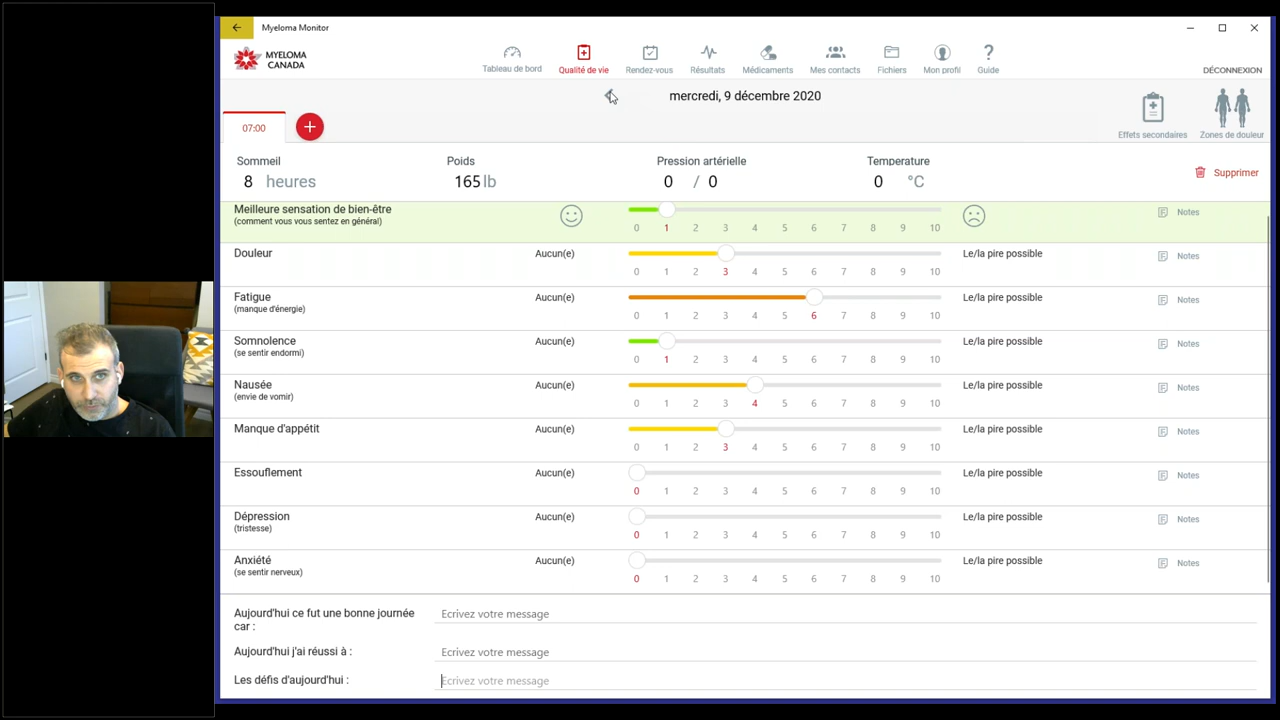 Myeloma Monitor
MYELOMA
CANADA
Tableau de bord
Qualité de vie
Rendez-vous
Résultats
Médicaments
Mes contacts
Fichiers
Mon profil
Guide
DÉCONNEXION
mercredi, 9 décembre 2020
07:00
Effets secondaires
Zones de douleur
Sommeil
Poids
Pression artérielle
Temperature
8 heures
165 lb
0 / 0
0 °C
Supprimer
Meilleure sensation de bien-être
(comment vous vous sentez en général)
0 1 2 3 4 5 6 7 8 9 10
Notes
Douleur
Aucun(e)
0 1 2 3 4 5 6 7 8 9 10
Le/la pire possible
Notes
Fatigue
(manque d'énergie)
Aucun(e)
0 1 2 3 4 5 6 7 8 9 10
Le/la pire possible
Notes
Somnolence
(se sentir endormi)
Aucun(e)
0 1 2 3 4 5 6 7 8 9 10
Le/la pire possible
Notes
Nausée
(envie de vomir)
Aucun(e)
0 1 2 3 4 5 6 7 8 9 10
Le/la pire possible
Notes
Manque d'appétit
Aucun(e)
0 1 2 3 4 5 6 7 8 9 10
Le/la pire possible
Notes
Essouflement
Aucun(e)
0 1 2 3 4 5 6 7 8 9 10
Le/la pire possible
Notes
Dépression
(tristesse)
Aucun(e)
0 1 2 3 4 5 6 7 8 9 10
Le/la pire possible
Notes
Anxiété
(se sentir nerveux)
Aucun(e)
0 1 2 3 4 5 6 7 8 9 10
Le/la pire possible
Notes
Aujourd'hui ce fut une bonne journée
car :
Ecrivez votre message
Aujourd'hui j'ai réussi à :
Ecrivez votre message
Les défis d'aujourd'hui :
Ecrivez votre message